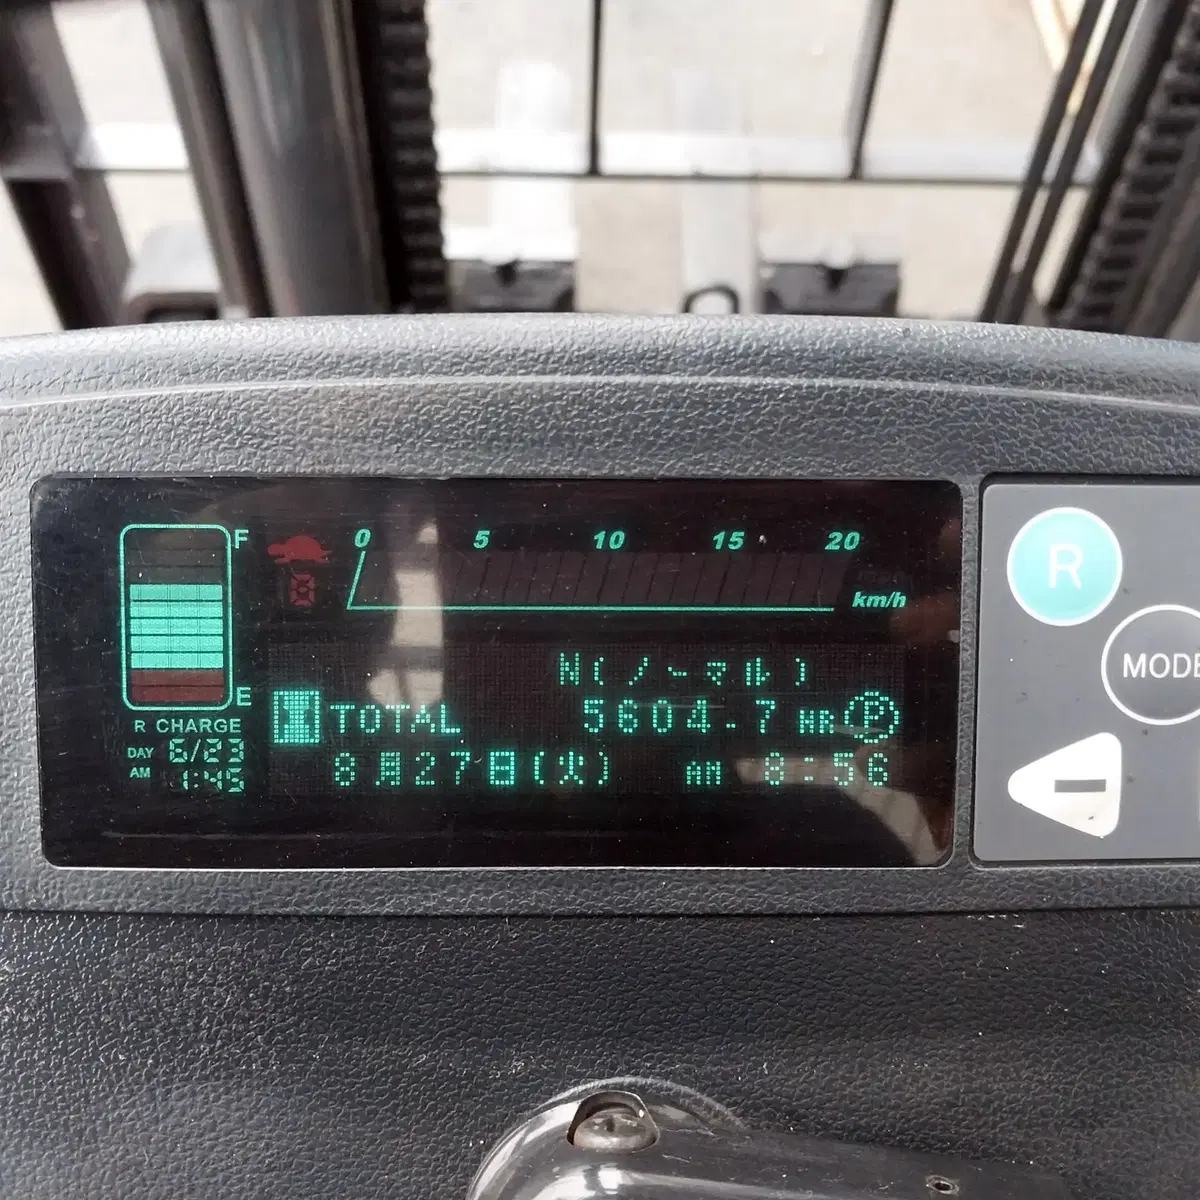 F
0 5 10 15 20
km/h
E
N(ノーマル)
TOTAL 5604.7 HR Ⓟ
8月27日(火) AM 8:56
R CHARGE
DAY 6/23
AM 1:45
R
MODE